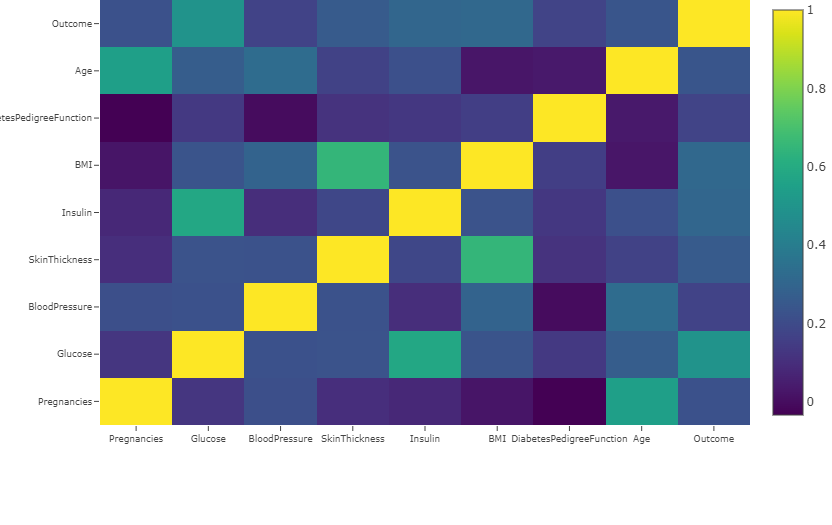 Outcome
Age
etesPedigreeFunction
BMI
Insulin
SkinThickness
BloodPressure
Glucose
Pregnancies
Pregnancies Glucose BloodPressure SkinThickness Insulin BMI DiabetesPedigreeFunction Age Outcome
1
0.8
0.6
0.4
0.2
0